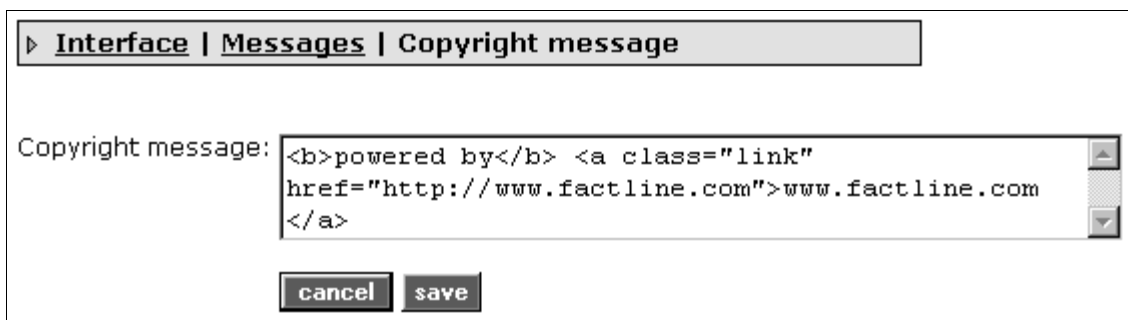 Interface | Messages | Copyright message
Copyright message:
<b>powered by</b> <a class="link"
href="http://www.factline.com">www.factline.com
</a>
cancel save